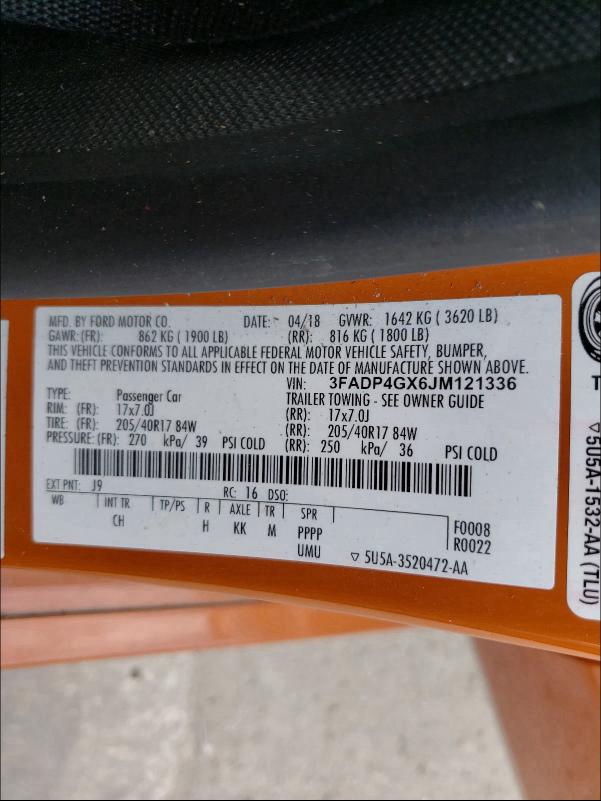 MFD. BY FORD MOTOR CO. DATE: 04/18 GVWR: 1642 KG ( 3620 LB)
GAWR:(FR): 862 KG ( 1900 LB) (RR): 816 KG ( 1800 LB)
THIS VEHICLE CONFORMS TO ALL APPLICABLE FEDERAL MOTOR VEHICLE SAFETY, BUMPER,
AND THEFT PREVENTION STANDARDS IN EFFECT ON THE DATE OF MANUFACTURE SHOWN ABOVE.
VIN: 3FADP4GX6JM121336
TYPE: Passenger Car TRAILER TOWING - SEE OWNER GUIDE
RIM: (FR): 17x7.0J (RR): 17x7.0J
TIRE: (FR): 205/40R17 84W (RR): 205/40R17 84W
PRESSURE: (FR): 270 kPa/ 39 PSI COLD (RR): 250 kPa/ 36 PSI COLD
EXT PNT: J9 RC: 16 DSO:
WB INT TR TP/PS R AXLE TR SPR F0008
CH H KK M PPPP R0022
UMU ▽ 5U5A-3520472-AA
▽ 5U5A-1532-AA (TLU)